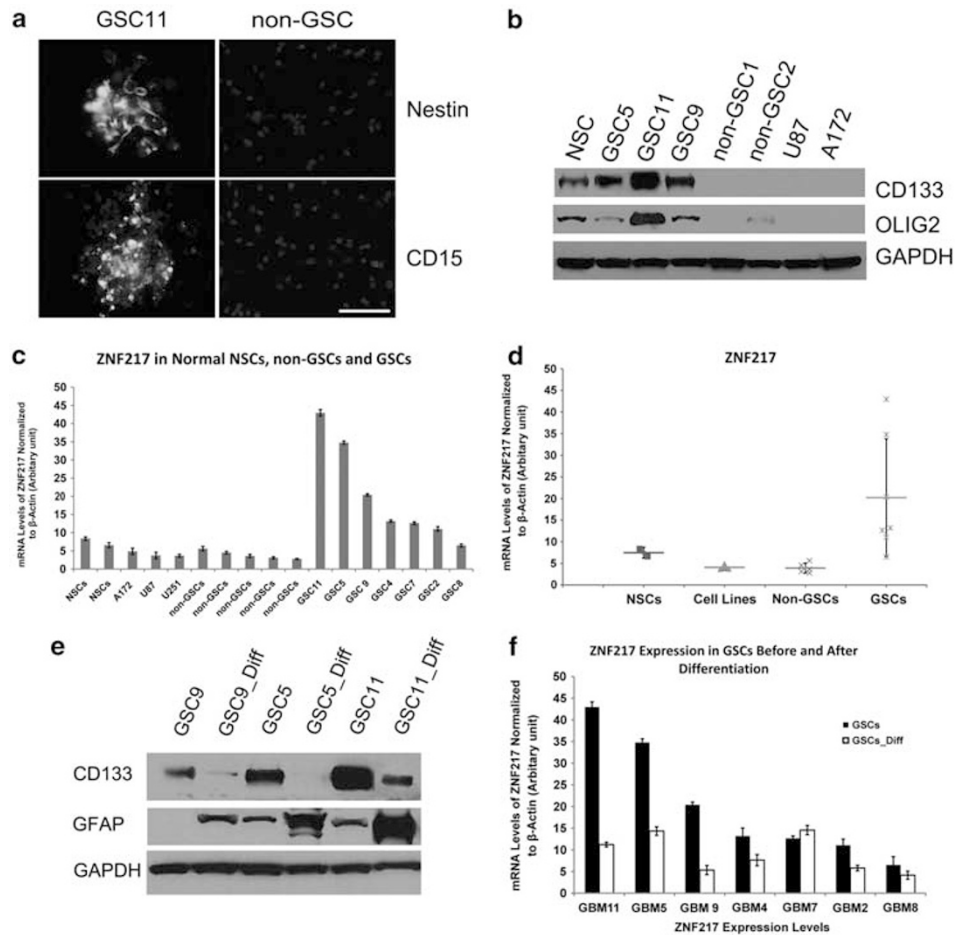 a
GSC11
non-GSC
Nestin
CD15
b
NSC
GSC5
GSC11
GSC9
non-GSC1
non-GSC2
U87
A172
CD133
OLIG2
GAPDH
c
ZNF217 in Normal NSCs, non-GSCs and GSCs
mRNA Levels of ZNF217 Normalized
to β-Actin (Arbitary unit)
50
45
40
35
30
25
20
15
10
5
0
NSCs
NSCs
A172
U87
U251
non-GSCs
non-GSCs
non-GSCs
non-GSCs
non-GSCs
GSC11
GSC5
GSC 9
GSC4
GSC7
GSC2
GSC8
d
ZNF217
mRNA Levels of ZNF217 Normalized
to β-Actin (Arbitary unit)
50
45
40
35
30
25
20
15
10
5
0
NSCs
Cell Lines
Non-GSCs
GSCs
e
GSC9
GSC9_Diff
GSC5
GSC5_Diff
GSC11
GSC11_Diff
CD133
GFAP
GAPDH
f
ZNF217 Expression in GSCs Before and After
Differentiation
mRNA Levels of ZNF217 Normalized
to β-Actin (Arbitary unit)
50
45
40
35
30
25
20
15
10
5
0
GSCs
GSCs_Diff
GBM11
GBM5
GBM 9
GBM4
GBM7
GBM2
GBM8
ZNF217 Expression Levels